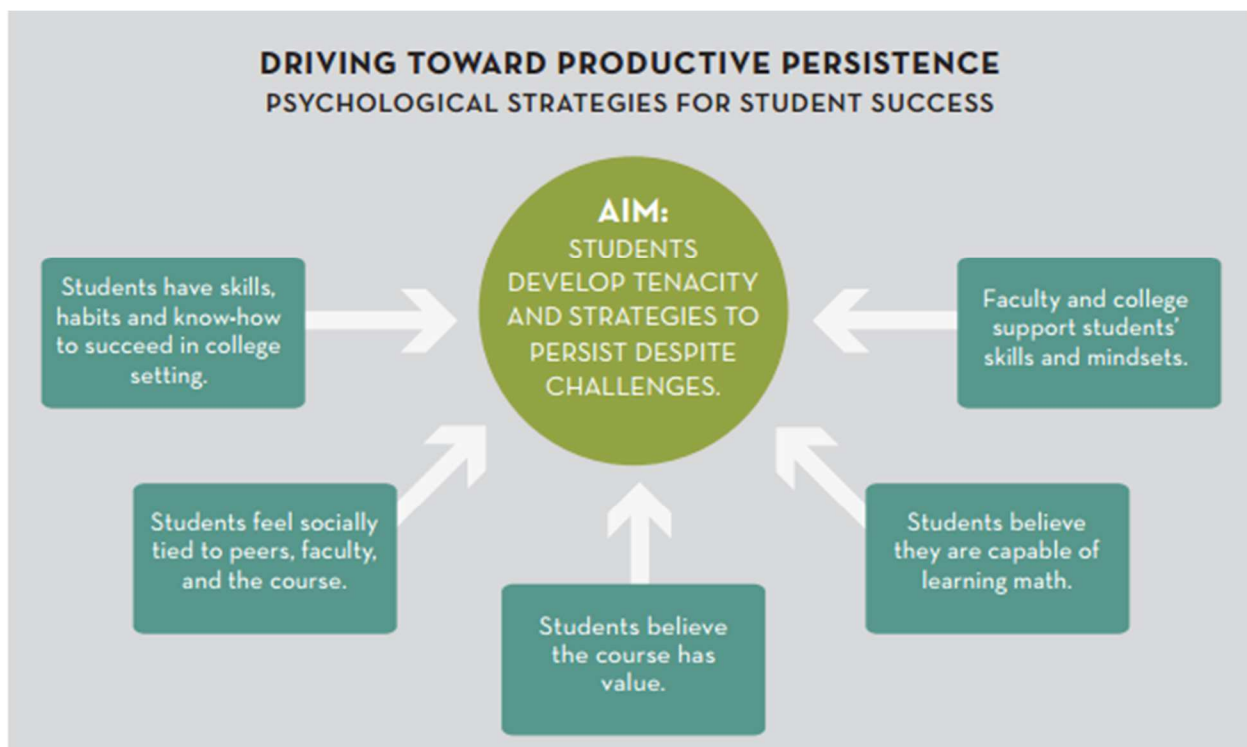 DRIVING TOWARD PRODUCTIVE PERSISTENCE
PSYCHOLOGICAL STRATEGIES FOR STUDENT SUCCESS
AIM:
STUDENTS
DEVELOP TENACITY
AND STRATEGIES TO
PERSIST DESPITE
CHALLENGES.
Students have skills,
habits and know-how
to succeed in college
setting.
Faculty and college
support students'
skills and mindsets.
Students feel socially
tied to peers, faculty,
and the course.
Students believe
the course has
value.
Students believe
they are capable of
learning math.